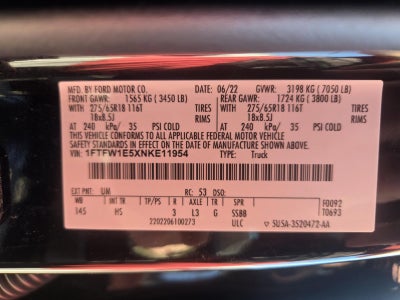 MFD. BY FORD MOTOR CO. 06/22 GVWR: 3198 KG ( 7050 LB)
FRONT GAWR: 1565 KG ( 3450 LB) REAR GAWR: 1724 KG ( 3800 LB)
WITH 275/65R18 116T TIRES WITH 275/65R18 116T TIRES
18x8.5J RIMS 18x8.5J RIMS
AT 240 kPa/ 35 PSI COLD AT 240 kPa/ 35 PSI COLD
THIS VEHICLE CONFORMS TO ALL APPLICABLE FEDERAL MOTOR VEHICLE
SAFETY STANDARDS IN EFFECT ON THE DATE OF MANUFACTURE SHOWN ABOVE.
VIN: 1FTFW1E5XNKE11954 TYPE: Truck
EXT PNT: UM RC: 53 DSO:
WB TP/PS R AXLE TR SPR F0092
145 HS 3 L3 G SSBB T0693
2202206100273 ULC 5U5A-3520472-AA